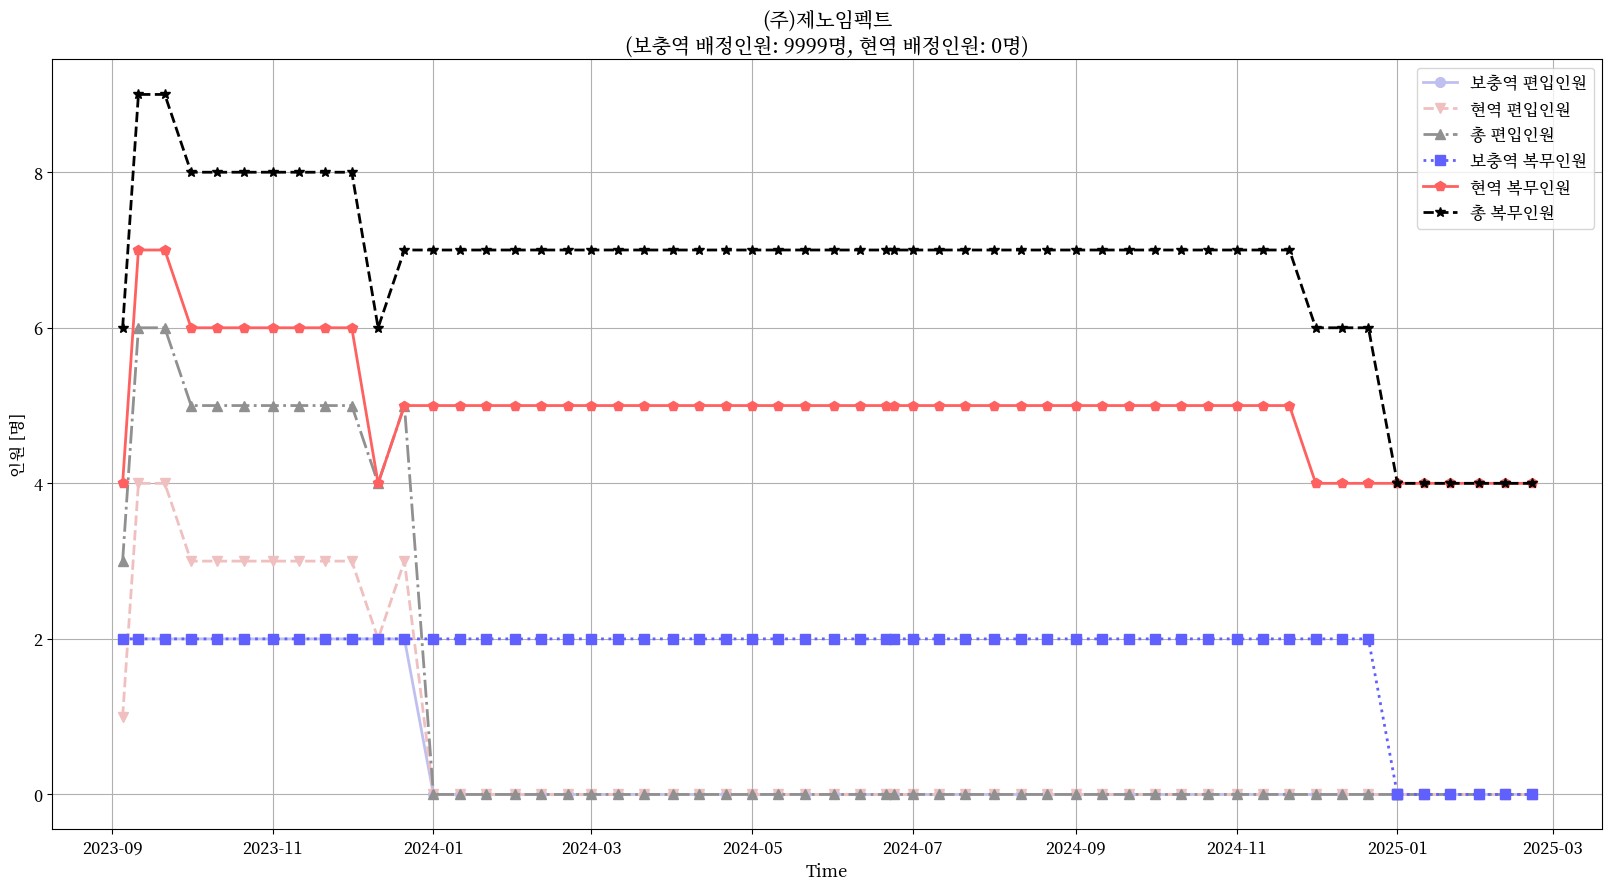 (주)제노임펙트
(보충역 배정인원: 9999명, 현역 배정인원: 0명)
보충역 편입인원
현역 편입인원
총 편입인원
보충역 복무인원
현역 복무인원
총 복무인원
인원 [명]
8
6
4
2
0
2023-09 2023-11 2024-01 2024-03 2024-05 2024-07 2024-09 2024-11 2025-01 2025-03
Time